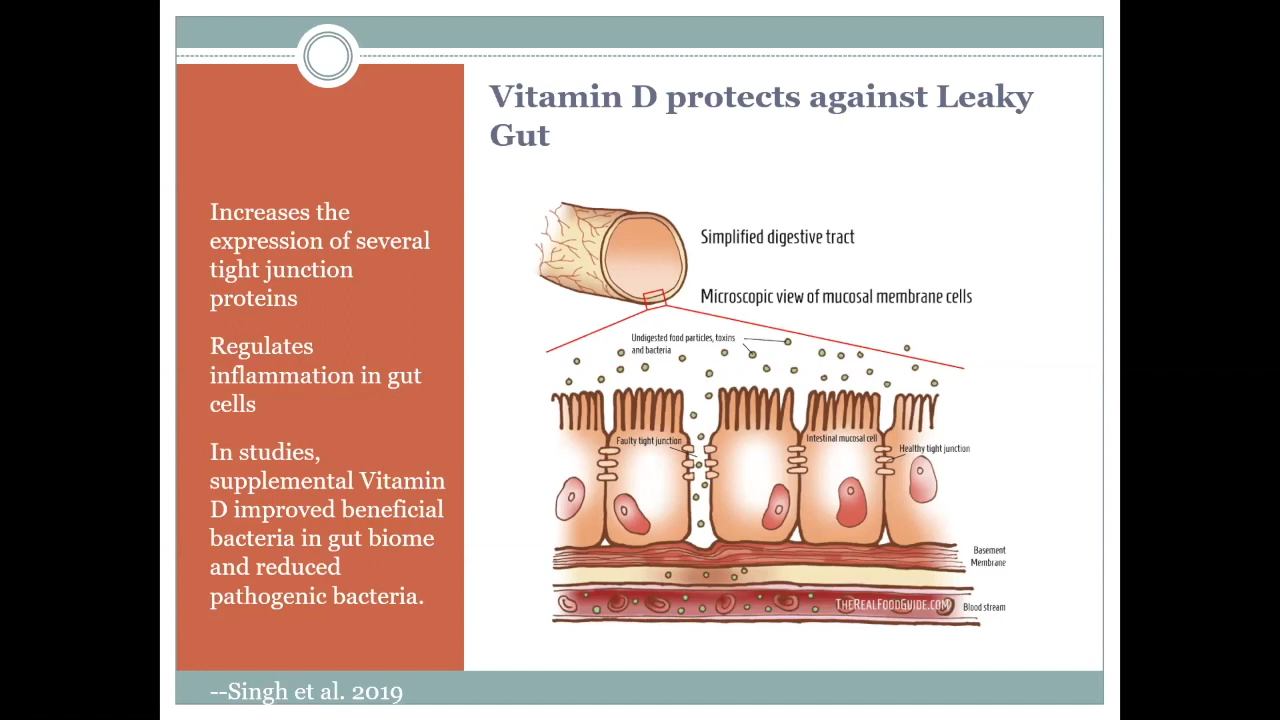 Vitamin D protects against Leaky
Gut
Increases the
expression of several
tight junction
proteins
Regulates
inflammation in gut
cells
In studies,
supplemental Vitamin
D improved beneficial
bacteria in gut biome
and reduced
pathogenic bacteria.
--Singh et al. 2019
Simplified digestive tract
Microscopic view of mucosal membrane cells
Undigested food particles, toxins
and bacteria
Faulty tight junction
Intestinal mucosal cell
Healthy tight junction
Basement
Membrane
THEREALFOODGUIDE.COM
Blood stream